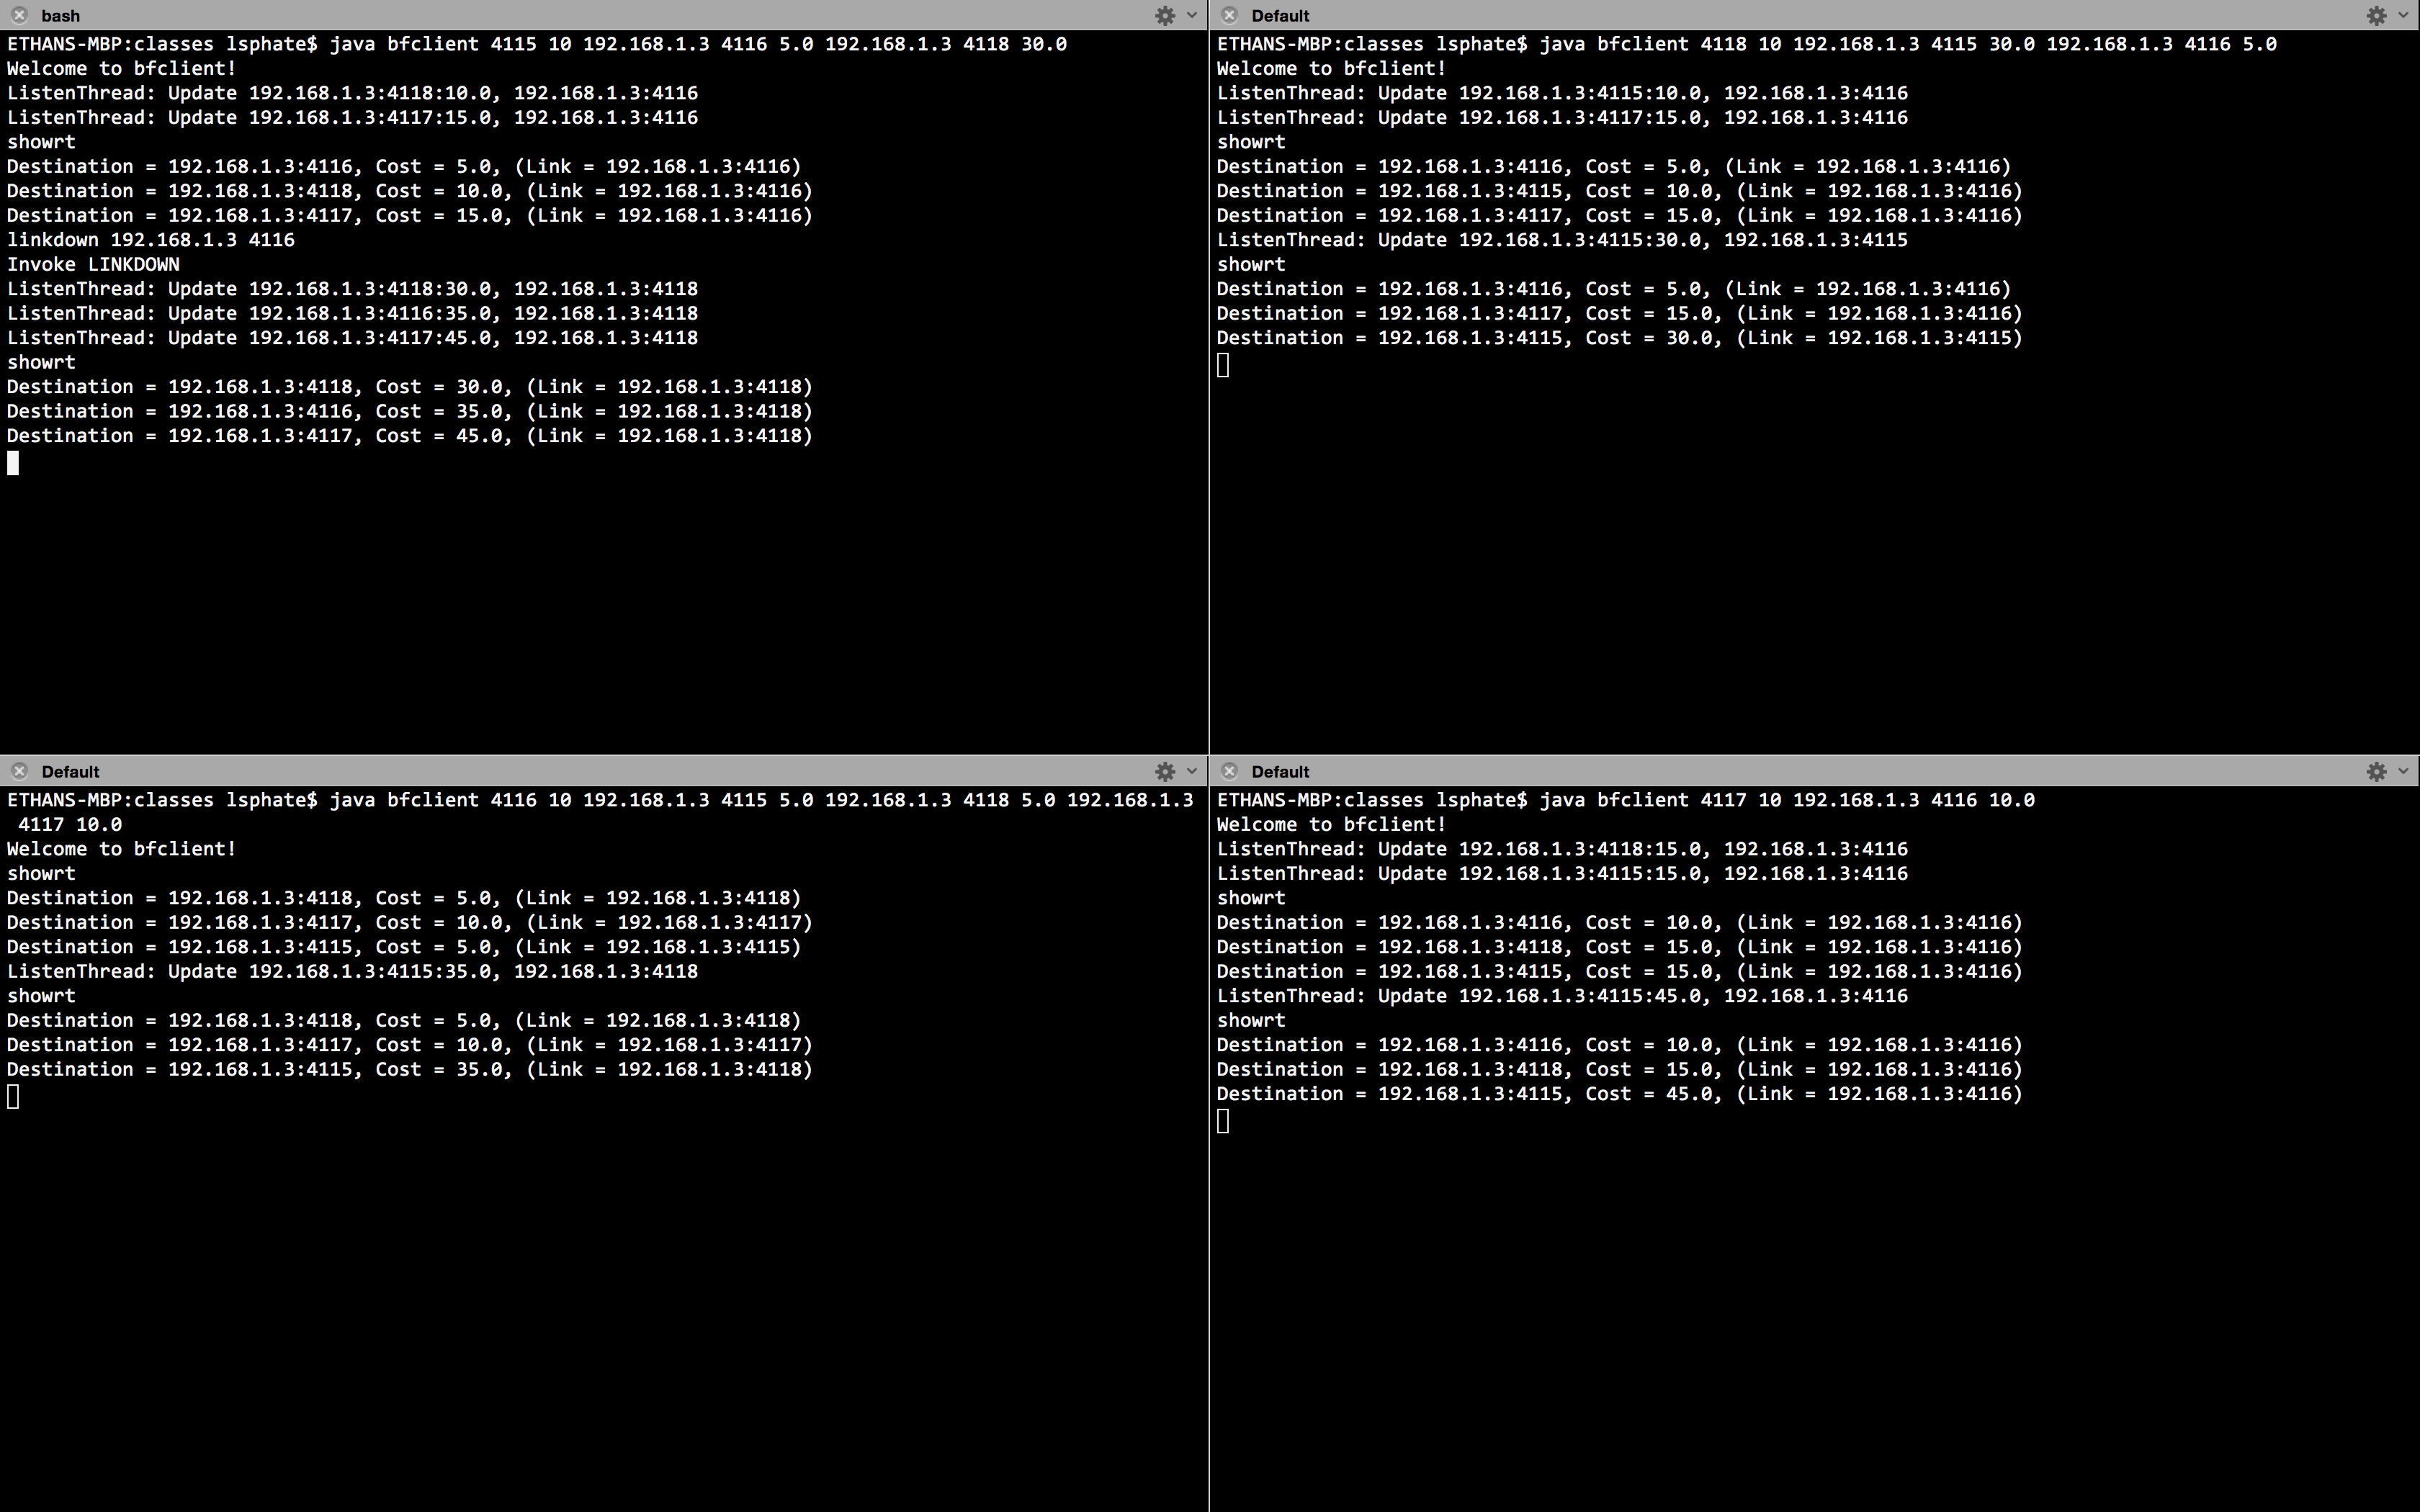 bash
ETHANS-MBP:classes lsphate$ java bfclient 4115 10 192.168.1.3 4116 5.0 192.168.1.3 4118 30.0
Welcome to bfclient!
ListenThread: Update 192.168.1.3:4118:10.0, 192.168.1.3:4116
ListenThread: Update 192.168.1.3:4117:15.0, 192.168.1.3:4116
showrt
Destination = 192.168.1.3:4116, Cost = 5.0, (Link = 192.168.1.3:4116)
Destination = 192.168.1.3:4118, Cost = 10.0, (Link = 192.168.1.3:4116)
Destination = 192.168.1.3:4117, Cost = 15.0, (Link = 192.168.1.3:4116)
linkdown 192.168.1.3 4116
Invoke LINKDOWN
ListenThread: Update 192.168.1.3:4118:30.0, 192.168.1.3:4118
ListenThread: Update 192.168.1.3:4116:35.0, 192.168.1.3:4118
ListenThread: Update 192.168.1.3:4117:45.0, 192.168.1.3:4118
showrt
Destination = 192.168.1.3:4118, Cost = 30.0, (Link = 192.168.1.3:4118)
Destination = 192.168.1.3:4116, Cost = 35.0, (Link = 192.168.1.3:4118)
Destination = 192.168.1.3:4117, Cost = 45.0, (Link = 192.168.1.3:4118)
Default
ETHANS-MBP:classes lsphate$ java bfclient 4118 10 192.168.1.3 4115 30.0 192.168.1.3 4116 5.0
Welcome to bfclient!
ListenThread: Update 192.168.1.3:4115:10.0, 192.168.1.3:4116
ListenThread: Update 192.168.1.3:4117:15.0, 192.168.1.3:4116
showrt
Destination = 192.168.1.3:4116, Cost = 5.0, (Link = 192.168.1.3:4116)
Destination = 192.168.1.3:4115, Cost = 10.0, (Link = 192.168.1.3:4116)
Destination = 192.168.1.3:4117, Cost = 15.0, (Link = 192.168.1.3:4116)
ListenThread: Update 192.168.1.3:4115:30.0, 192.168.1.3:4115
showrt
Destination = 192.168.1.3:4116, Cost = 5.0, (Link = 192.168.1.3:4116)
Destination = 192.168.1.3:4117, Cost = 15.0, (Link = 192.168.1.3:4116)
Destination = 192.168.1.3:4115, Cost = 30.0, (Link = 192.168.1.3:4115)
Default
ETHANS-MBP:classes lsphate$ java bfclient 4116 10 192.168.1.3 4115 5.0 192.168.1.3 4118 5.0 192.168.1.3
4117 10.0
Welcome to bfclient!
showrt
Destination = 192.168.1.3:4118, Cost = 5.0, (Link = 192.168.1.3:4118)
Destination = 192.168.1.3:4117, Cost = 10.0, (Link = 192.168.1.3:4117)
Destination = 192.168.1.3:4115, Cost = 5.0, (Link = 192.168.1.3:4115)
ListenThread: Update 192.168.1.3:4115:35.0, 192.168.1.3:4118
showrt
Destination = 192.168.1.3:4118, Cost = 5.0, (Link = 192.168.1.3:4118)
Destination = 192.168.1.3:4117, Cost = 10.0, (Link = 192.168.1.3:4117)
Destination = 192.168.1.3:4115, Cost = 35.0, (Link = 192.168.1.3:4118)
Default
ETHANS-MBP:classes lsphate$ java bfclient 4117 10 192.168.1.3 4116 10.0
Welcome to bfclient!
ListenThread: Update 192.168.1.3:4118:15.0, 192.168.1.3:4116
ListenThread: Update 192.168.1.3:4115:15.0, 192.168.1.3:4116
showrt
Destination = 192.168.1.3:4116, Cost = 10.0, (Link = 192.168.1.3:4116)
Destination = 192.168.1.3:4118, Cost = 15.0, (Link = 192.168.1.3:4116)
Destination = 192.168.1.3:4115, Cost = 15.0, (Link = 192.168.1.3:4116)
ListenThread: Update 192.168.1.3:4115:45.0, 192.168.1.3:4116
showrt
Destination = 192.168.1.3:4116, Cost = 10.0, (Link = 192.168.1.3:4116)
Destination = 192.168.1.3:4118, Cost = 15.0, (Link = 192.168.1.3:4116)
Destination = 192.168.1.3:4115, Cost = 45.0, (Link = 192.168.1.3:4116)